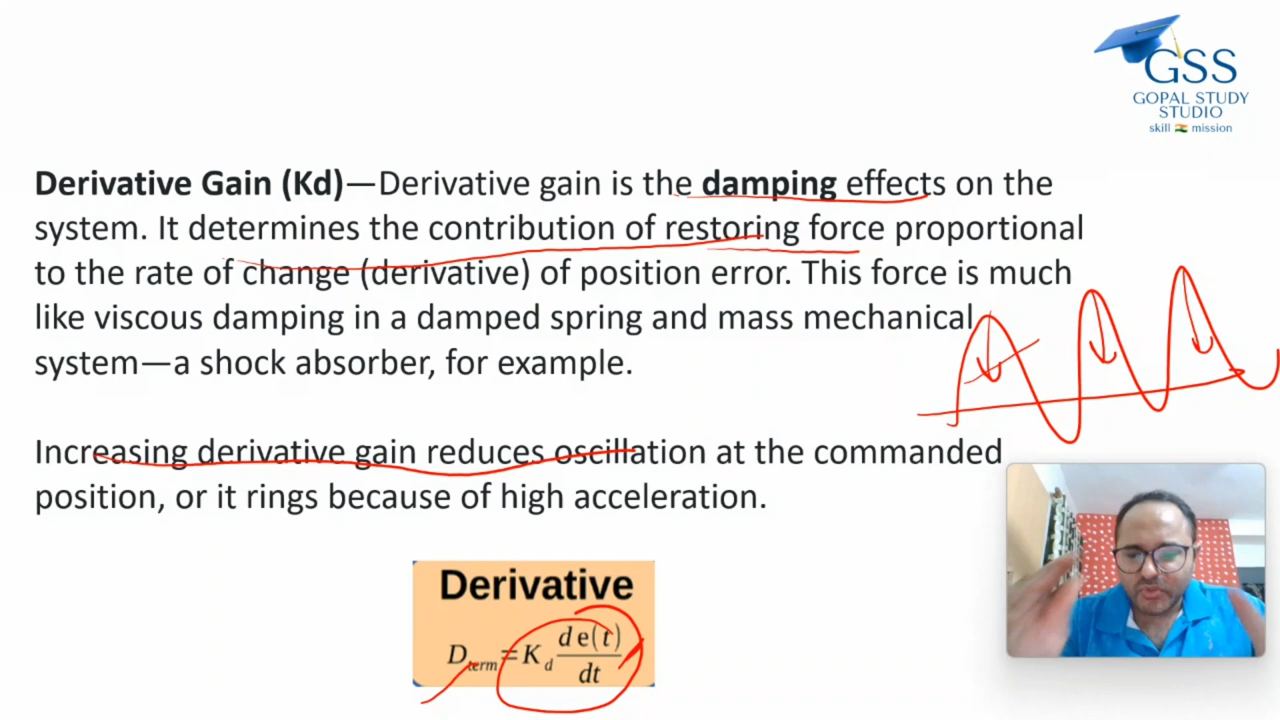 GSS
GOPAL STUDY
STUDIO
skill mission
Derivative Gain (Kd)—Derivative gain is the damping effects on the
system. It determines the contribution of restoring force proportional
to the rate of change (derivative) of position error. This force is much
like viscous damping in a damped spring and mass mechanical
system—a shock absorber, for example.
Increasing derivative gain reduces oscillation at the commanded
position, or it rings because of high acceleration.
Derivative
D_term = K_d de(t)/dt